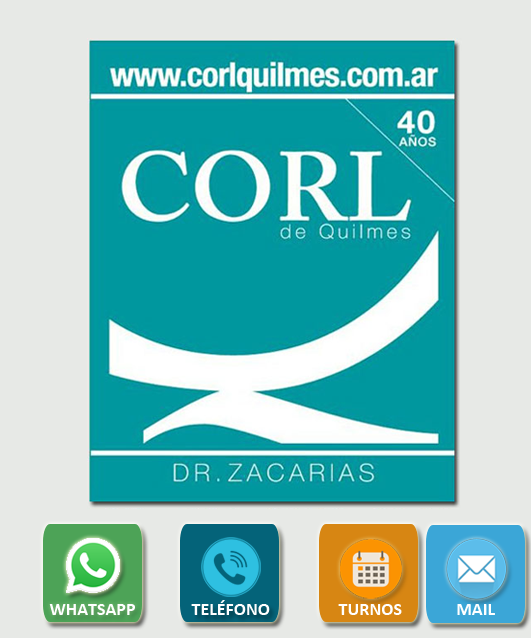 www.corlquilmes.com.ar
40
AÑOS
CORL
de Quilmes
DR. ZACARIAS
WHATSAPP
TELÉFONO
TURNOS
MAIL